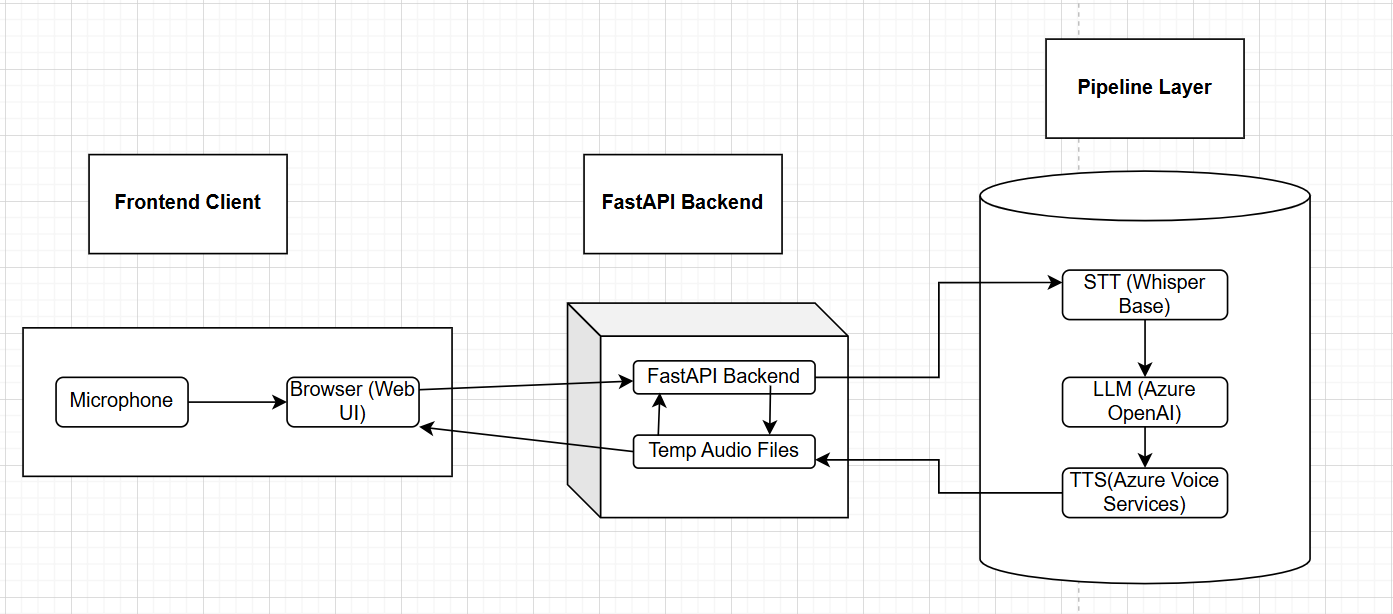 Pipeline Layer
Frontend Client
FastAPI Backend
Microphone
Browser (Web
UI)
FastAPI Backend
Temp Audio Files
STT (Whisper
Base)
LLM (Azure
OpenAI)
TTS(Azure Voice
Services)